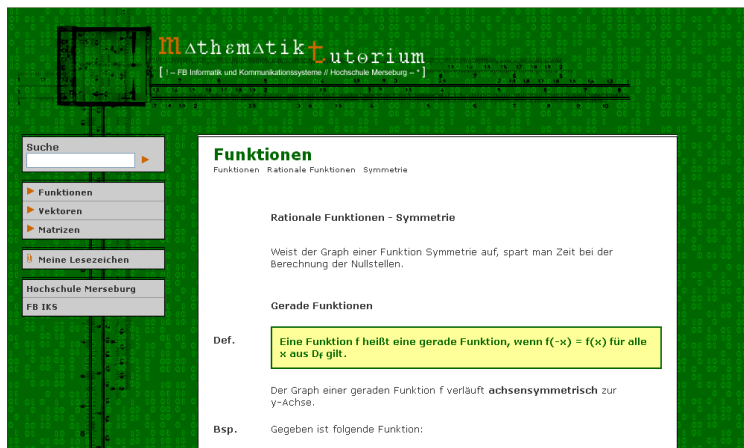 mathematiktutorium
[ ! – FB Informatik und Kommunikationssysteme // Hochschule Merseburg – * ]
Suche
Funktionen
Vektoren
Matrizen
Meine Lesezeichen
Hochschule Merseburg
FB IKS
Funktionen
Funktionen Rationale Funktionen Symmetrie
Rationale Funktionen - Symmetrie
Weist der Graph einer Funktion Symmetrie auf, spart man Zeit bei der
Berechnung der Nullstellen.
Gerade Funktionen
Def.
Eine Funktion f heißt eine gerade Funktion, wenn f(-x) = f(x) für alle
x aus Df gilt.
Der Graph einer geraden Funktion f verläuft achsensymmetrisch zur
y-Achse.
Bsp. Gegeben ist folgende Funktion: